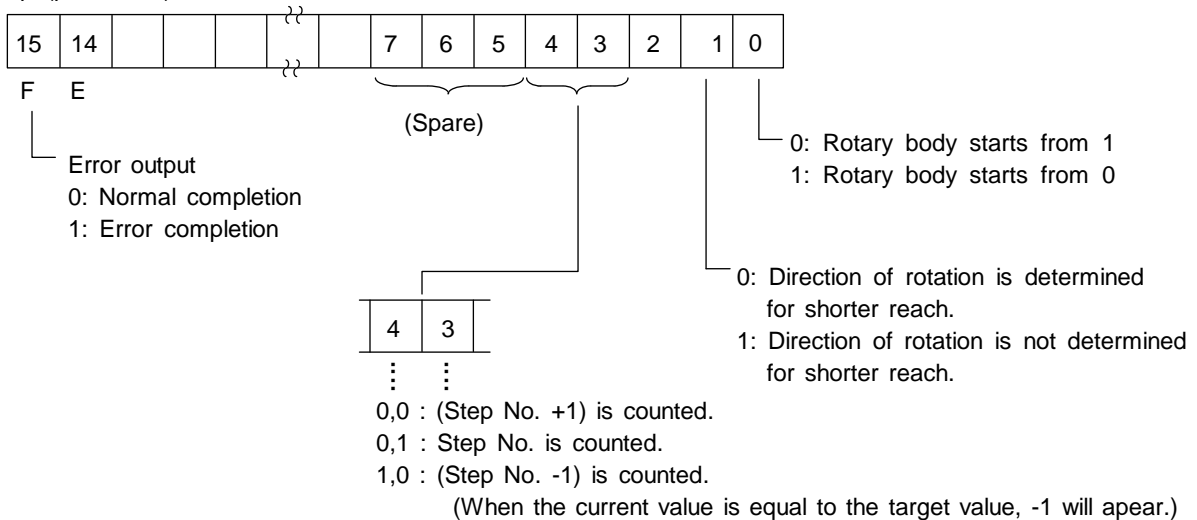 15 14 7 6 5 4 3 2 1 0
F E
(Spare)
Error output
0: Normal completion
1: Error completion
0: Rotary body starts from 1
1: Rotary body starts from 0
0: Direction of rotation is determined
for shorter reach.
1: Direction of rotation is not determined
for shorter reach.
4 3
0,0 : (Step No. +1) is counted.
0,1 : Step No. is counted.
1,0 : (Step No. -1) is counted.
(When the current value is equal to the target value, -1 will apear.)